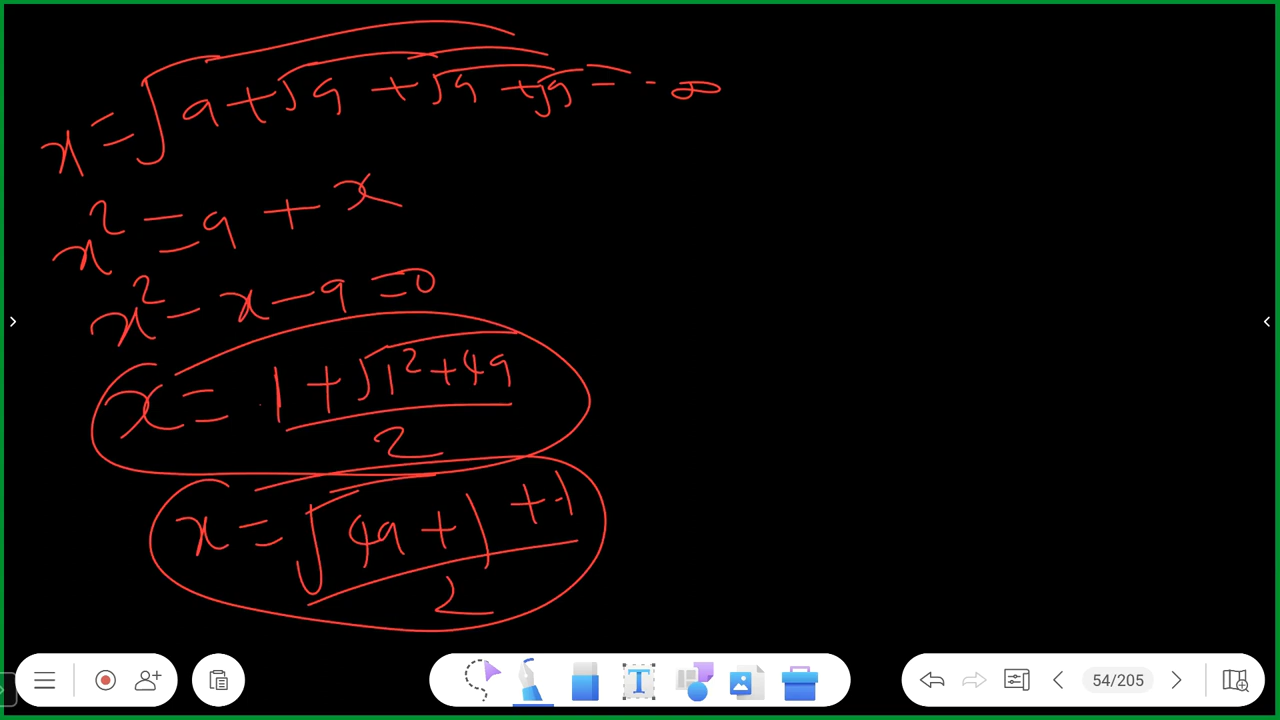 x = √(a + √(a + √(a + √a - - - ∞
x² = a + x
x² - x - a = 0
x = (1 + √(1² + 4a)) / 2
x = (√(4a + 1) + 1) / 2
T
54/205